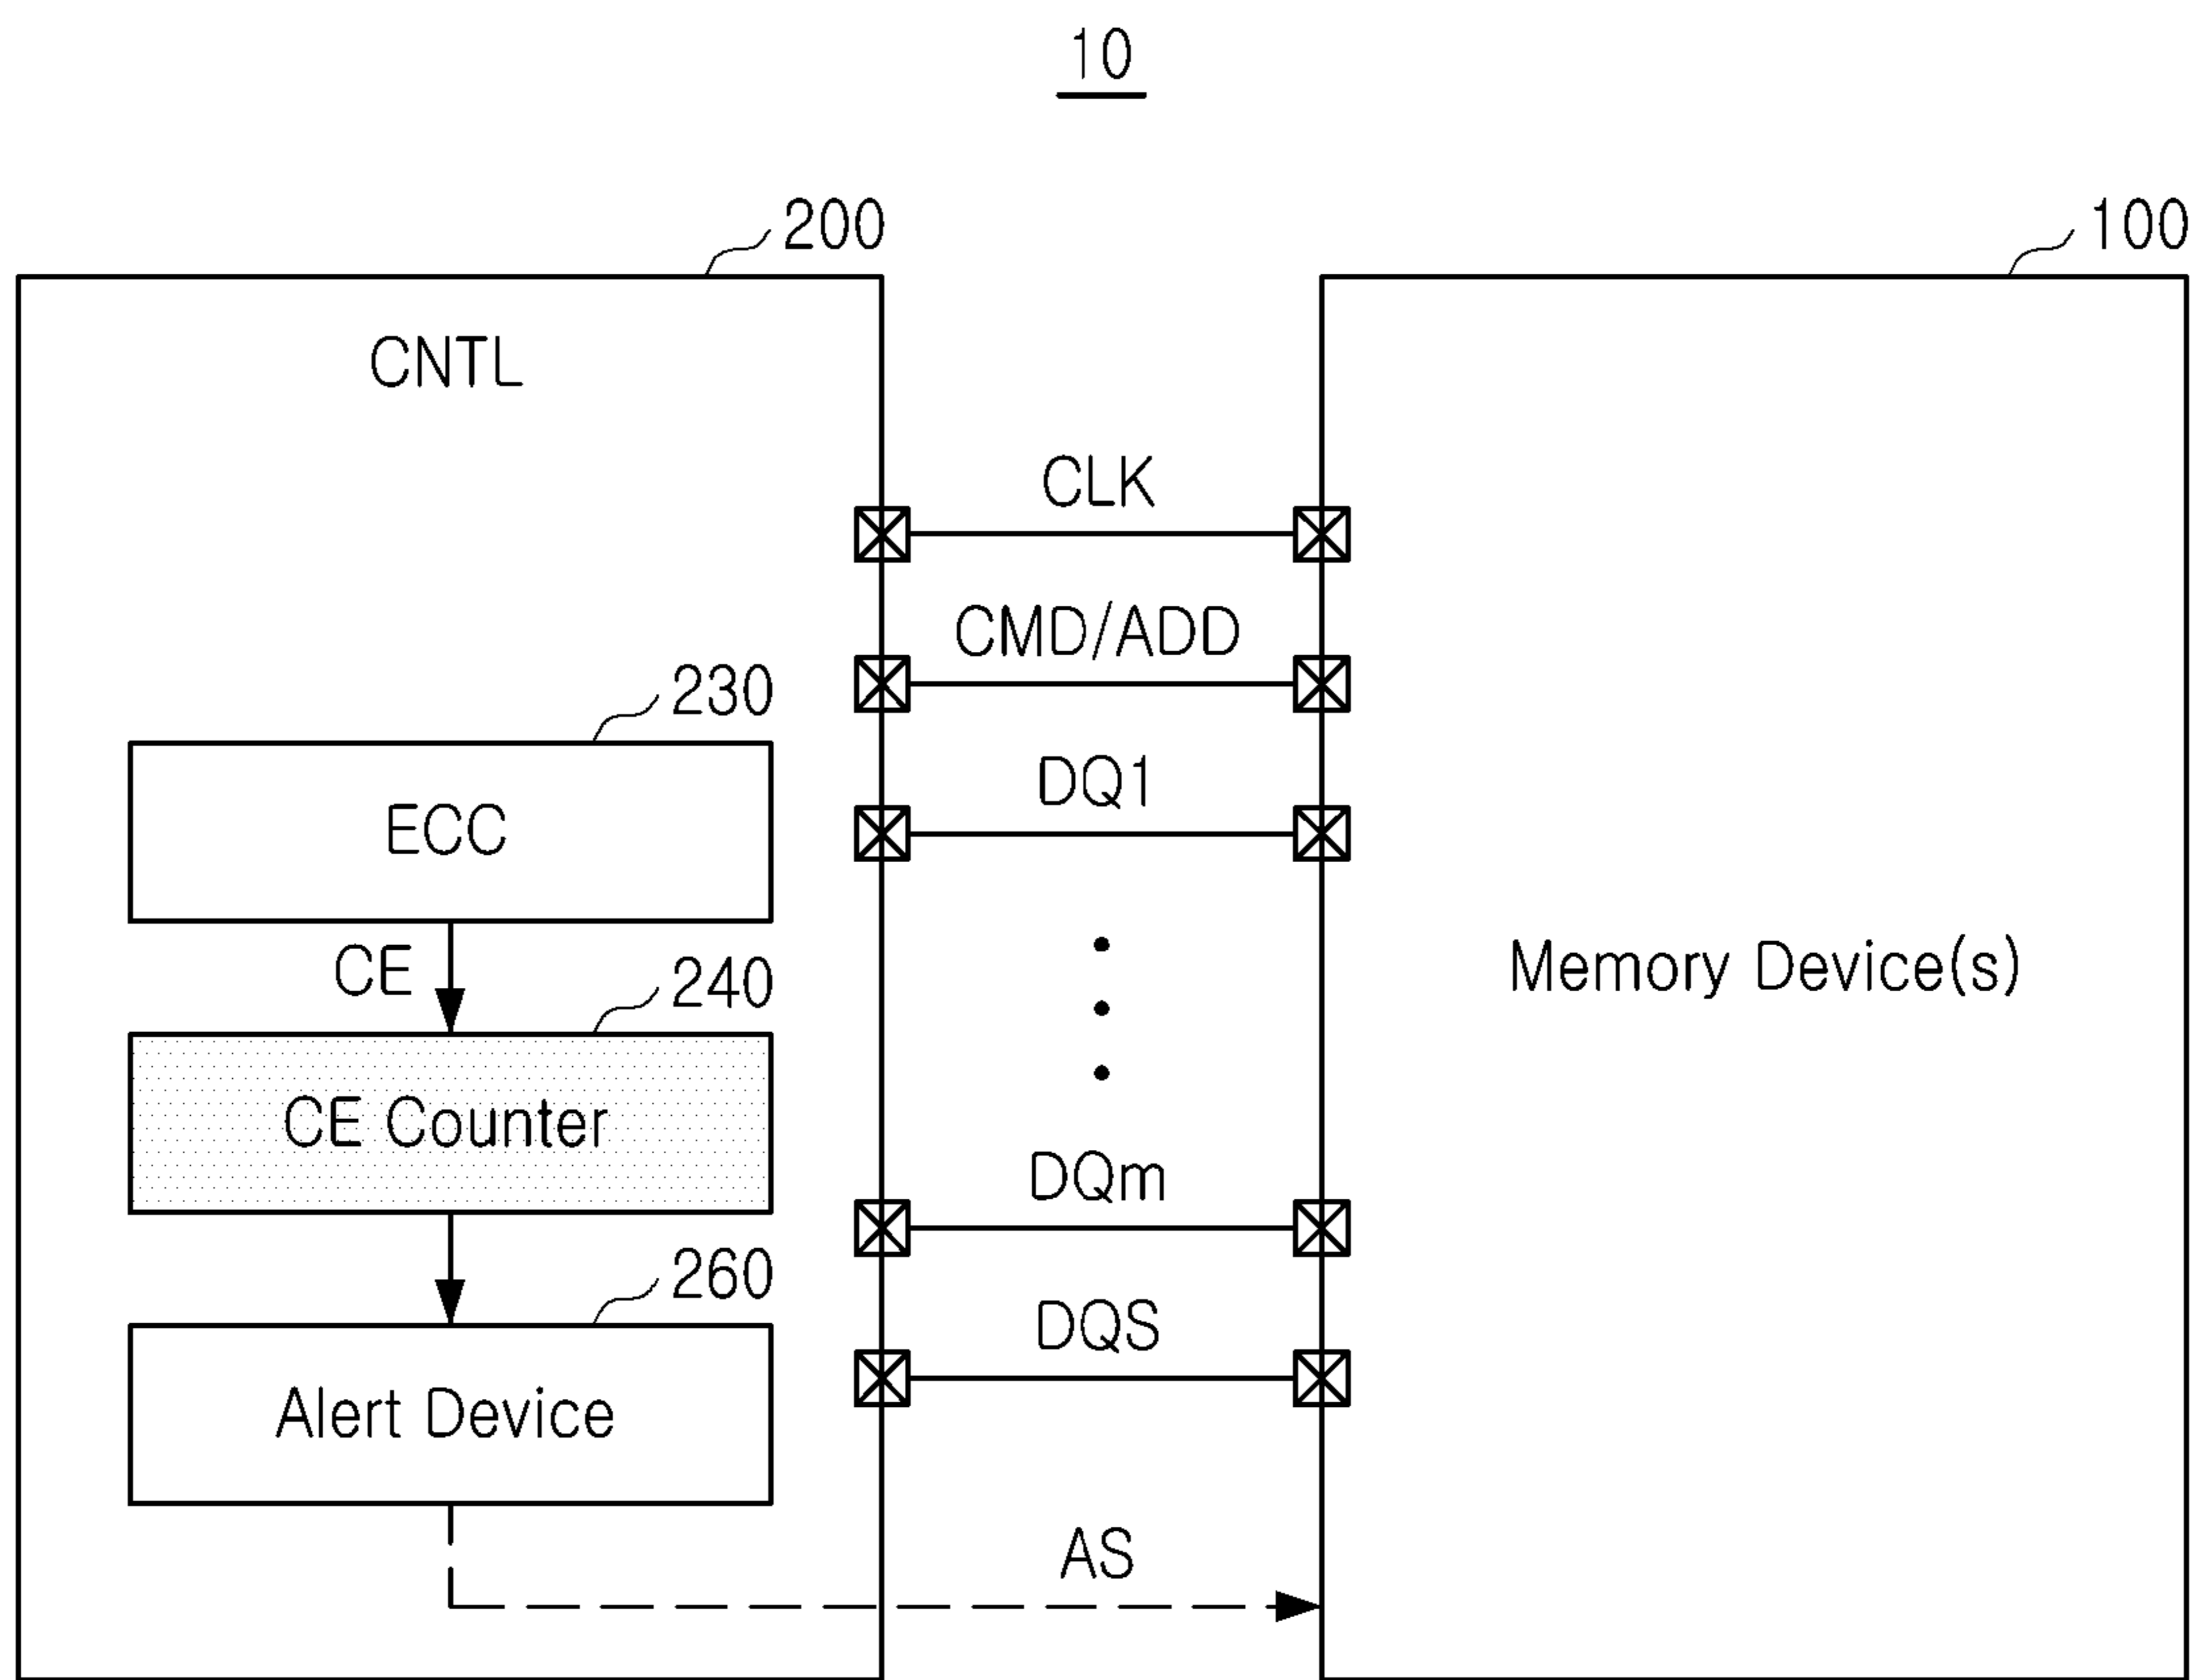 10
200
100
CNTL
CLK
CMD/ADD
230
DQ1
ECC
CE
240
Memory Device(s)
CE Counter
DQm
260
DQS
Alert Device
AS